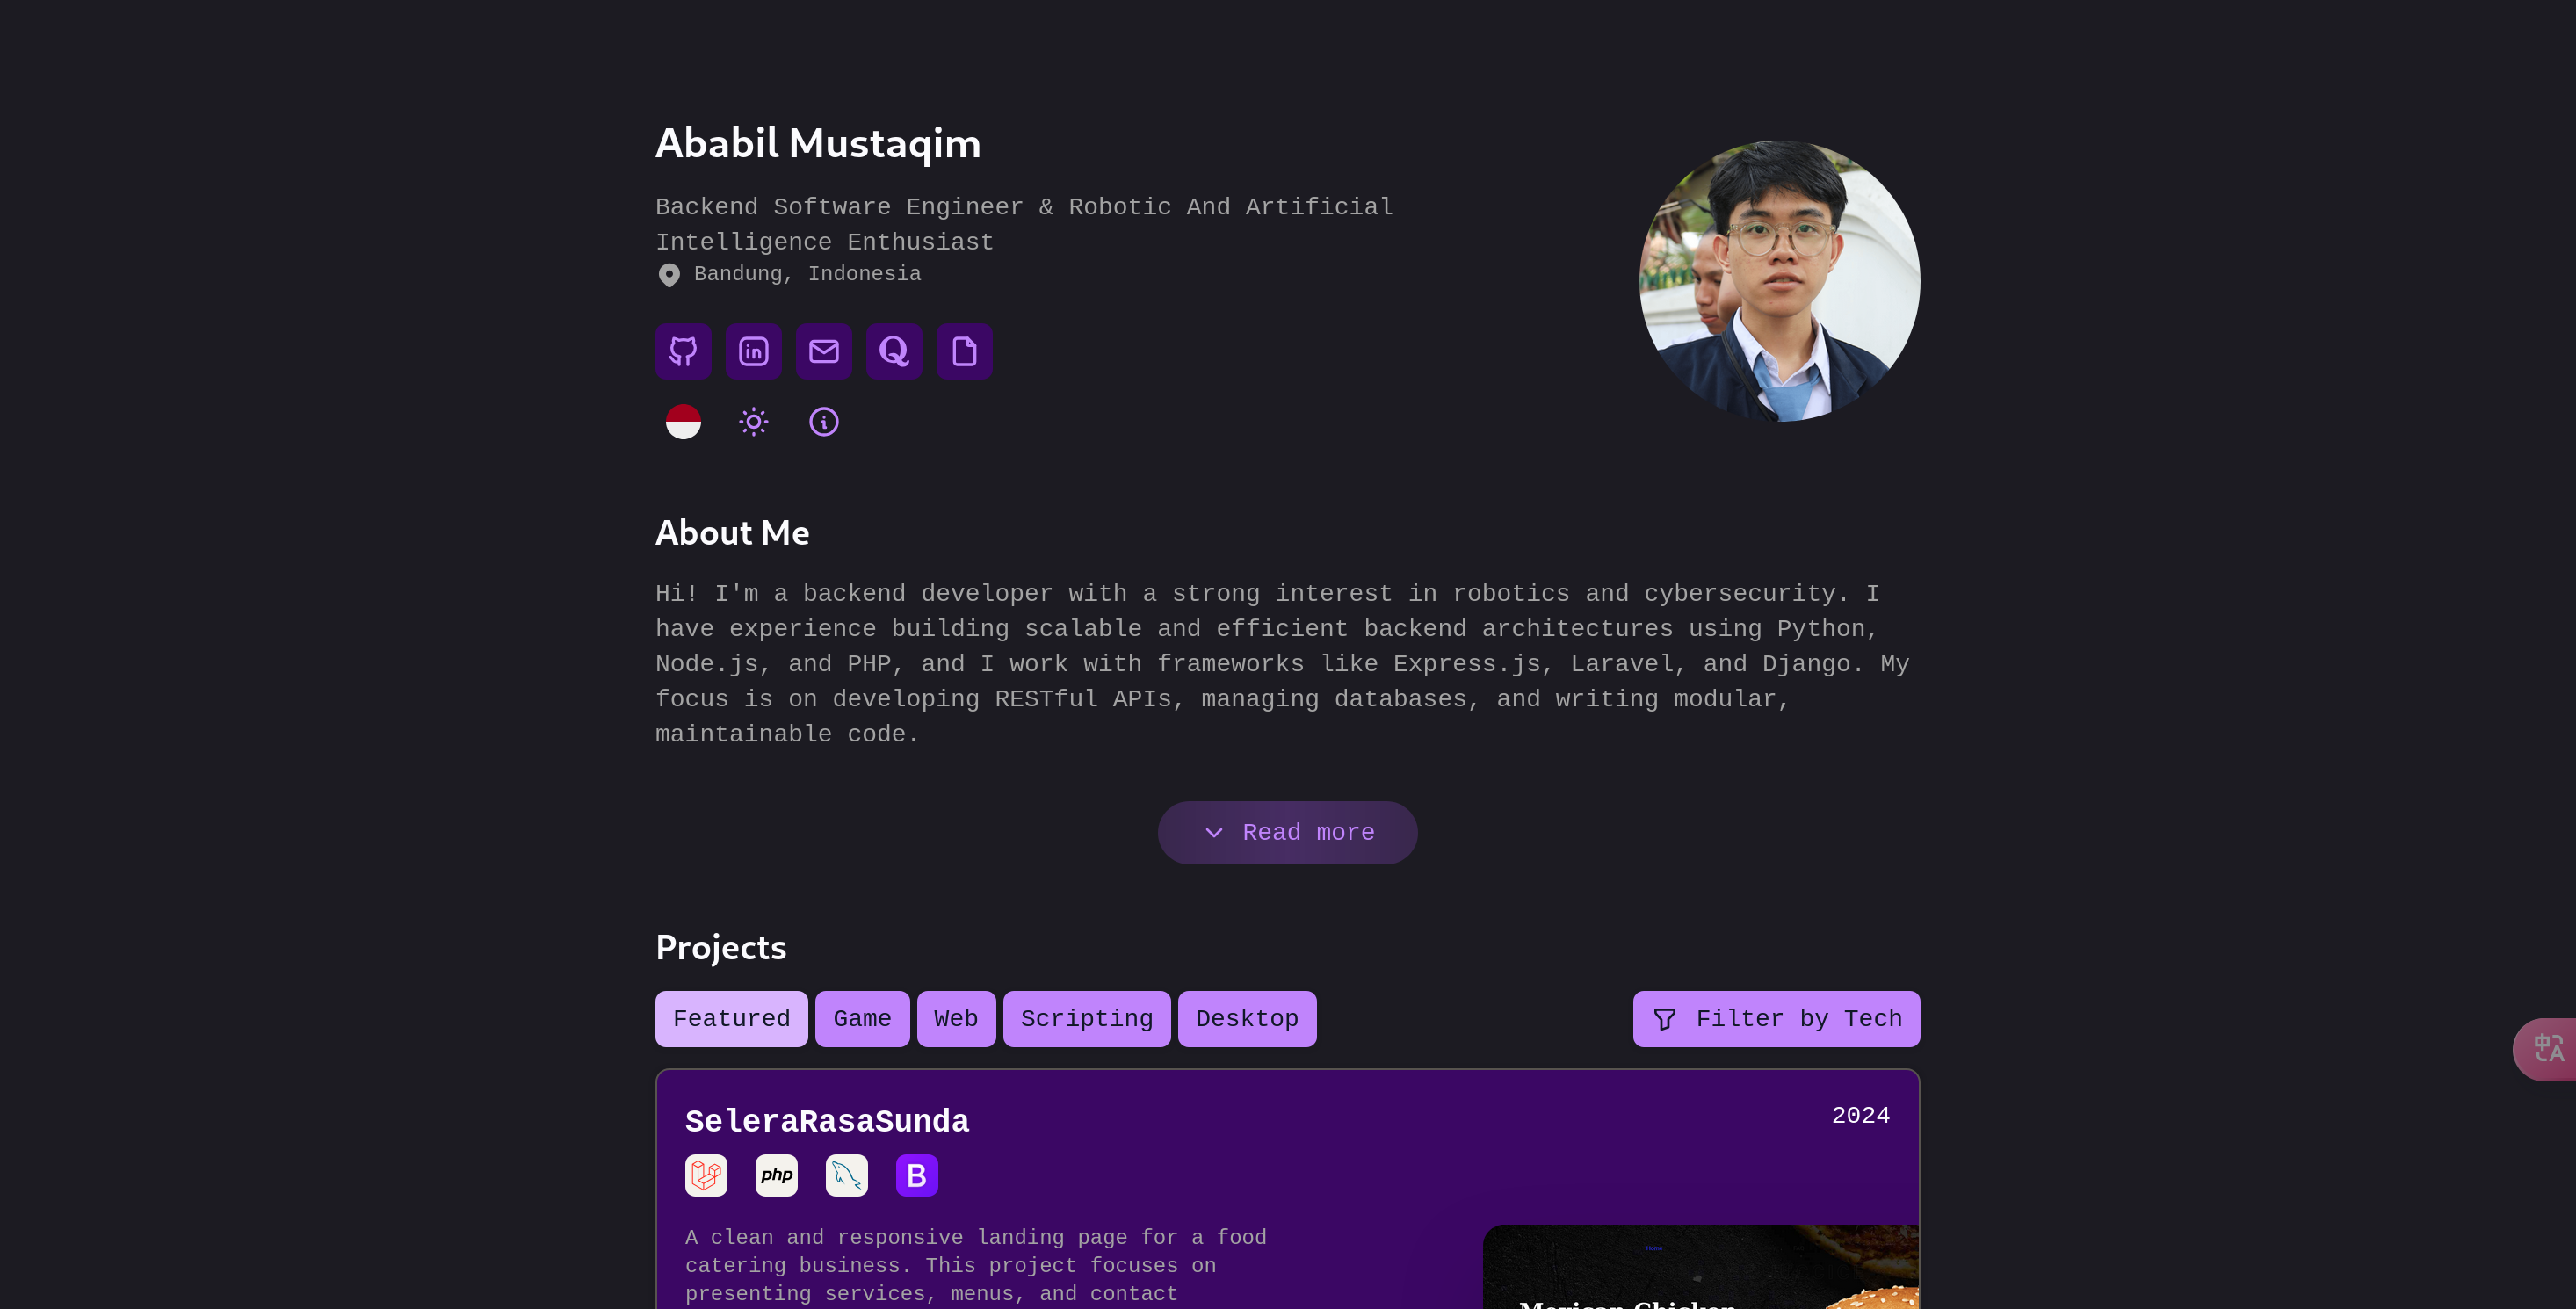 Ababil Mustaqim
Backend Software Engineer & Robotic And Artificial
Intelligence Enthusiast
Bandung, Indonesia
About Me
Hi! I'm a backend developer with a strong interest in robotics and cybersecurity. I
have experience building scalable and efficient backend architectures using Python,
Node.js, and PHP, and I work with frameworks like Express.js, Laravel, and Django. My
focus is on developing RESTful APIs, managing databases, and writing modular,
maintainable code.
Read more
Projects
Featured Game Web Scripting Desktop Filter by Tech
SeleraRasaSunda 2024
php B
A clean and responsive landing page for a food
catering business. This project focuses on
presenting services, menus, and contact
Home
Mexican Chicken